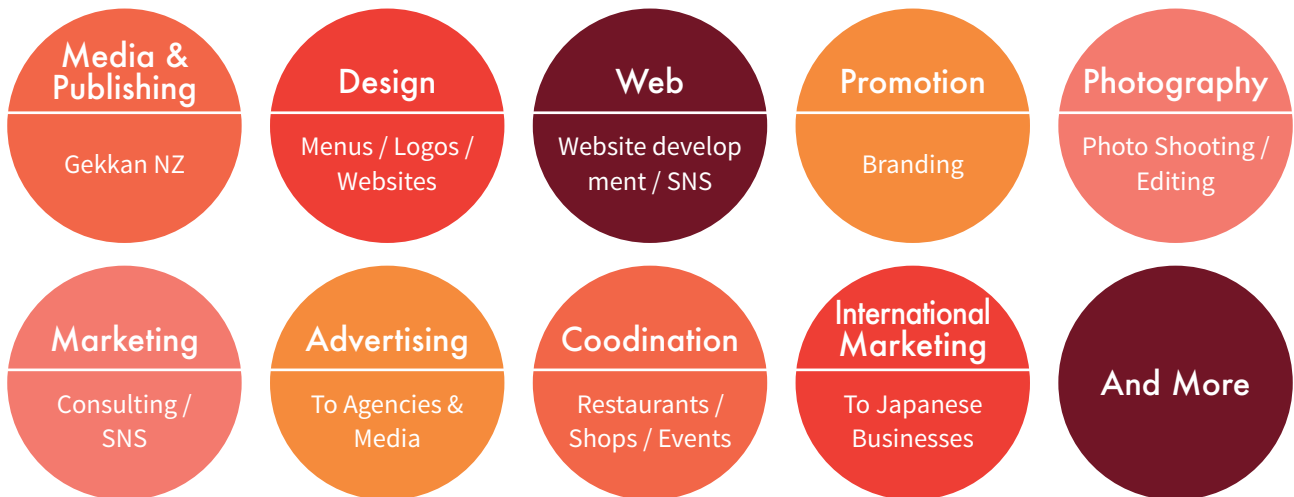 Media &
Publishing
Gekkan NZ
Design
Menus / Logos /
Websites
Web
Website develop
ment / SNS
Promotion
Branding
Photography
Photo Shooting /
Editing
Marketing
Consulting /
SNS
Advertising
To Agencies &
Media
Coodination
Restaurants /
Shops / Events
International
Marketing
To Japanese
Businesses
And More